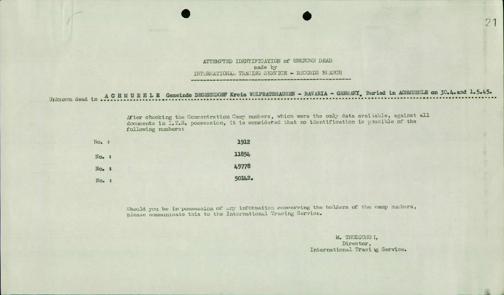 21
ATTEMPTED IDENTIFICATION of UNKNOWN DEAD
made by
INTERNATIONAL TRACING SERVICE - RECORDS BRANCH
Unknown dead in ACHMUEHLE Gemeinde DEGERNDORF Kreis WOLFRATSHAUSEN - BAVARIA - GERMANY, Buried in ACHMUEHLE on 30.4.and 1.5.45.
After checking the Concentration Camp numbers, which were the only data available, against all
documents in I.T.S. possession, it is considered that no identification is possible of the
following numbers:
No. : 1912
No. : 11854
No. : 49778
No. : 50142.
Should you be in possession of any information concerning the holders of the camp numbers,
please communicate this to the International Tracing Service.
M.
Director,
International Tracing Service.